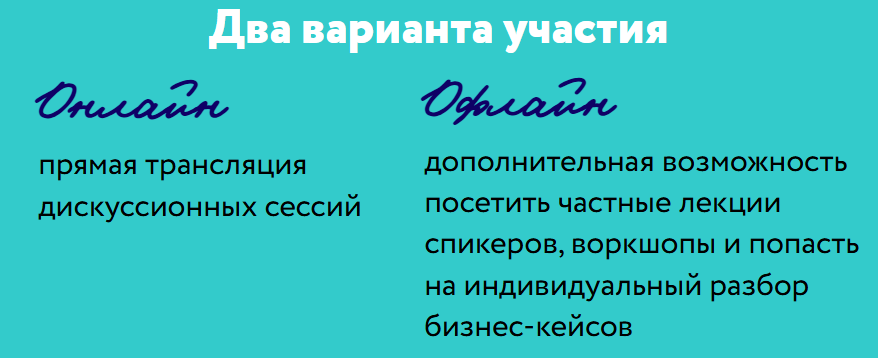 Два варианта участия
Онлайн
прямая трансляция
дискуссионных сессий
Офлайн
дополнительная возможность
посетить частные лекции
спикеров, воркшопы и попасть
на индивидуальный разбор
бизнес-кейсов